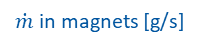 ṁ in magnets [g/s]